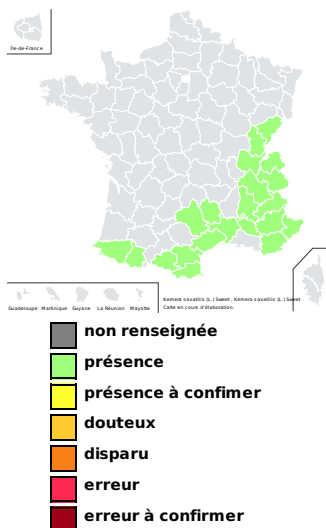 Île-de-France
Guadeloupe Martinique Guyane La Réunion Mayotte
Kernera saxatilis (L.) Sweet , Kernera saxatilis (L.) Sweet
Carte en cours d'élaboration.
non renseignée
présence
présence à confimer
douteux
disparu
erreur
erreur à confirmer